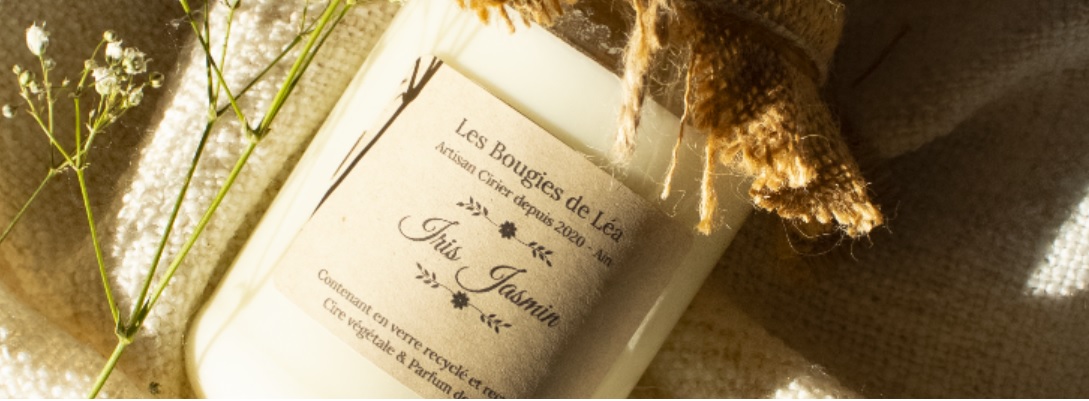 Les Bougies de Léa
Artisan Cirier depuis 2020 -
Iris Jasmin
Contenant en verre recyclé et
Cire végétale & Parfum de